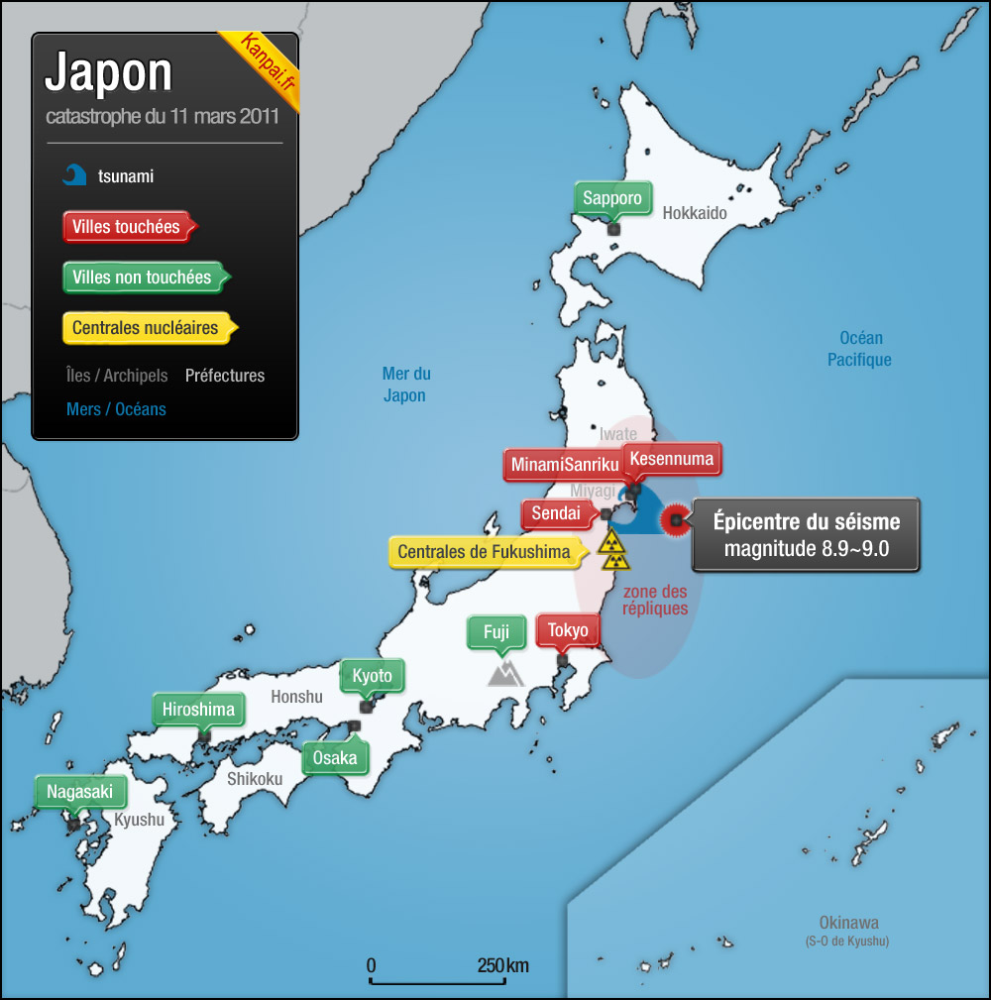 Japon
Kanpai.fr
catastrophe du 11 mars 2011
tsunami
Villes touchées
Villes non touchées
Centrales nucléaires
Îles / Archipels Préfectures
Mers / Océans
Sapporo
Hokkaido
Océan
Pacifique
Mer du
Japon
Iwate
MinamiSanriku
Kesennuma
Miyagi
Sendai
Épicentre du séisme
magnitude 8.9~9.0
Centrales de Fukushima
zone des
répliques
Fuji
Tokyo
Kyoto
Honshu
Hiroshima
Osaka
Shikoku
Nagasaki
Kyushu
Okinawa
(S-O de Kyushu)
0 250 km